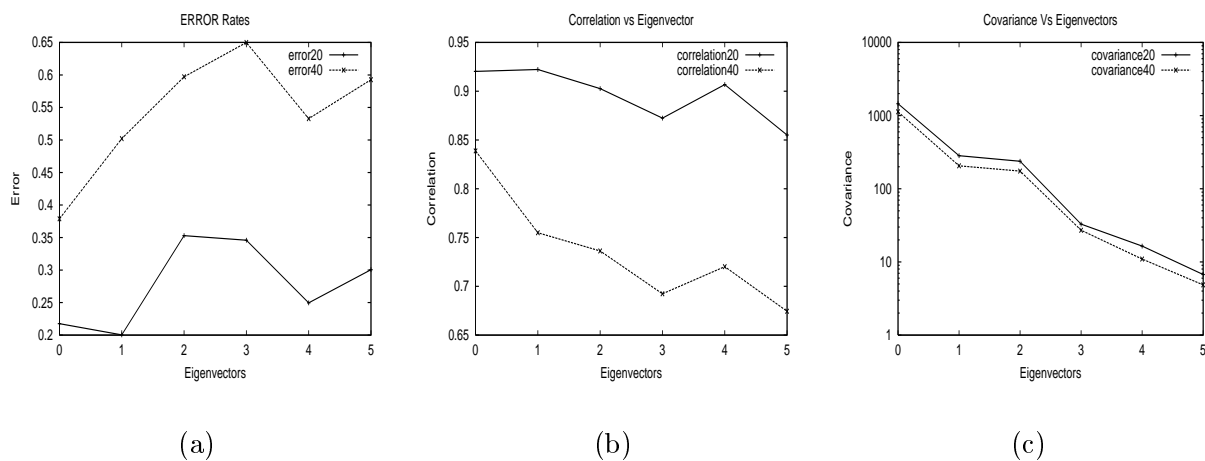 ERROR Rates
0.65
0.6
0.55
0.5
0.45
0.4
0.35
0.3
0.25
0.2
0
1
2
3
4
5
Error
Eigenvectors
error20
error40
(a)
Correlation vs Eigenvector
0.95
0.9
0.85
0.8
0.75
0.7
0.65
0
1
2
3
4
5
Correlation
Eigenvectors
correlation20
correlation40
(b)
Covariance Vs Eigenvectors
10000
1000
100
10
1
0
1
2
3
4
5
Covariance
Eigenvectors
covariance20
covariance40
(c)